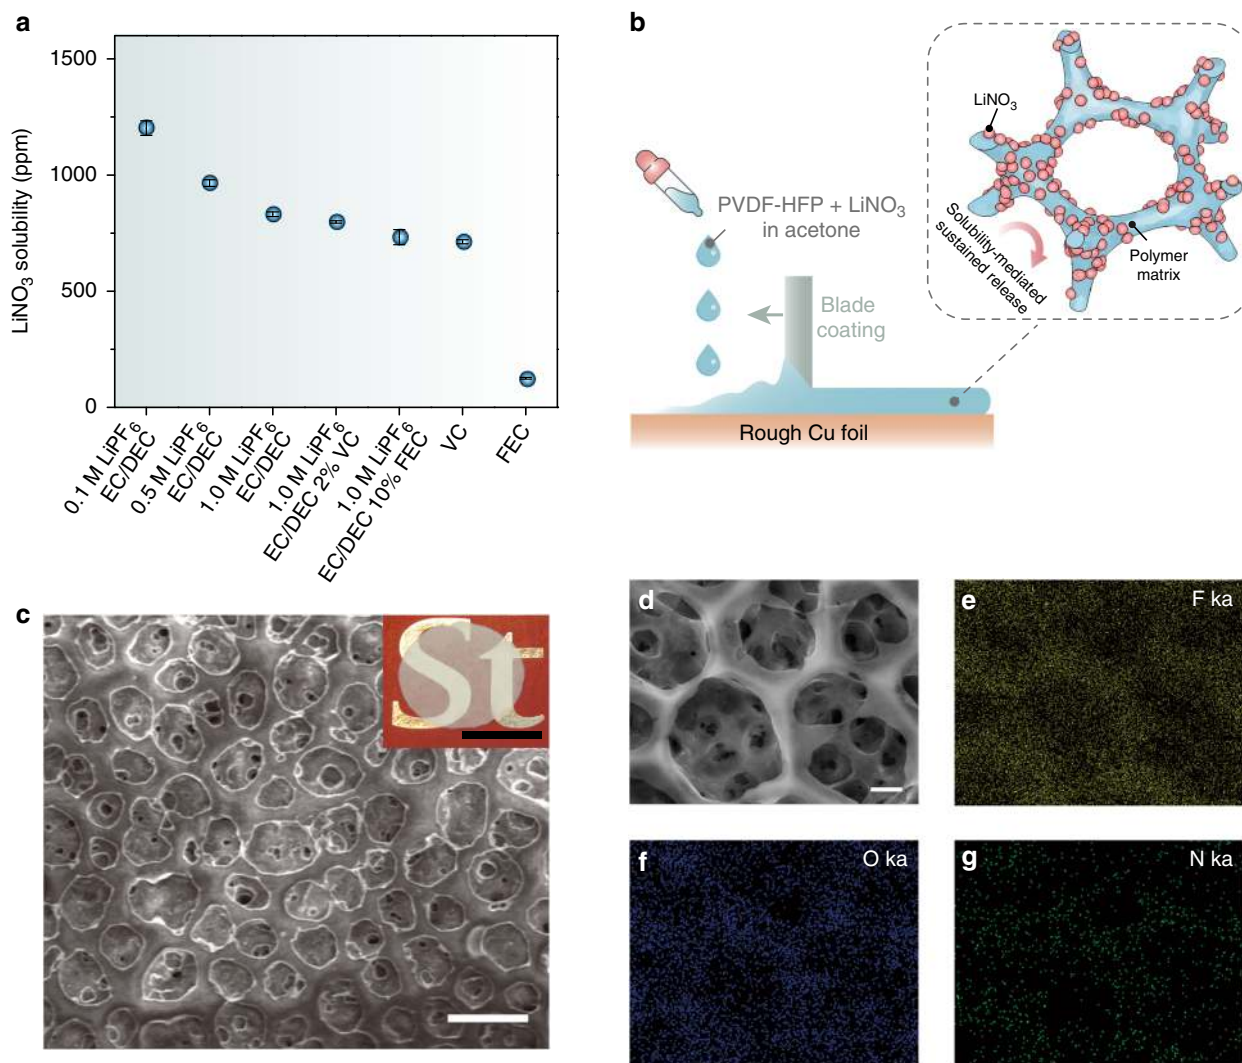 a
1500
1000
500
0
LiNO3 solubility (ppm)
0.1 M LiPF6
EC/DEC
0.5 M LiPF6
EC/DEC
1.0 M LiPF6
EC/DEC
1.0 M LiPF6
EC/DEC 2% VC
1.0 M LiPF6
EC/DEC 10% FEC
VC
FEC
b
LiNO3
PVDF-HFP + LiNO3
in acetone
Solubility-mediated
sustained release
Polymer
matrix
Blade
coating
Rough Cu foil
c
St
d
e
F ka
f
O ka
g
N ka